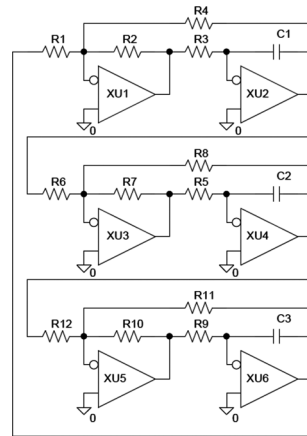 R4
R1 R2 R3 C1
XU1 XU2
0 0
R8
R6 R7 R5 C2
XU3 XU4
0 0
R11
R12 R10 R9 C3
XU5 XU6
0 0